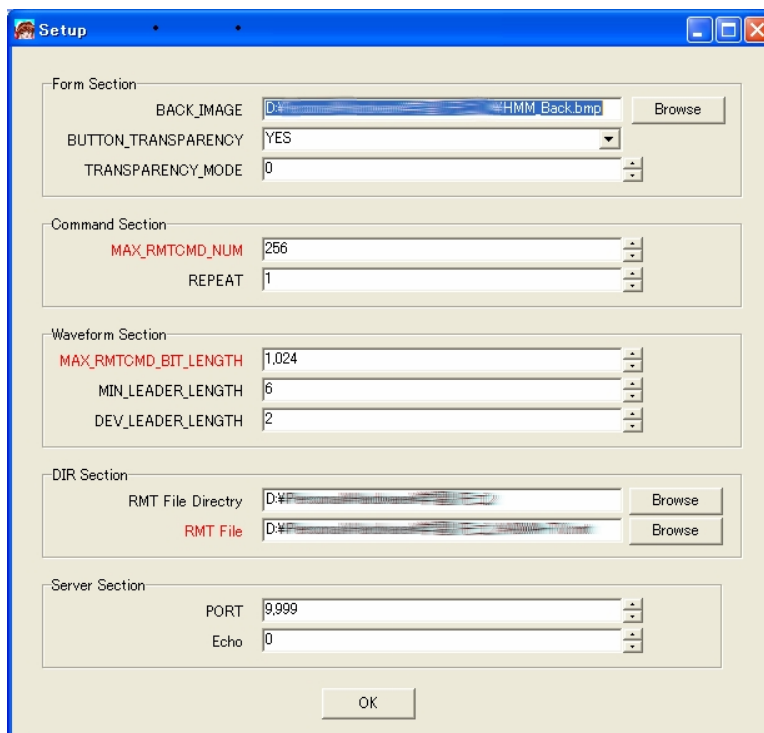 Setup
Form Section
BACK_IMAGE D:¥ ¥HMM_Back.bmp Browse
BUTTON_TRANSPARENCY YES
TRANSPARENCY_MODE 0
Command Section
MAX_RMTCMD_NUM 256
REPEAT 1
Waveform Section
MAX_RMTCMD_BIT_LENGTH 1,024
MIN_LEADER_LENGTH 6
DEV_LEADER_LENGTH 2
DIR Section
RMT File Directry D:¥ Browse
RMT File D:¥ Browse
Server Section
PORT 9,999
Echo 0
OK